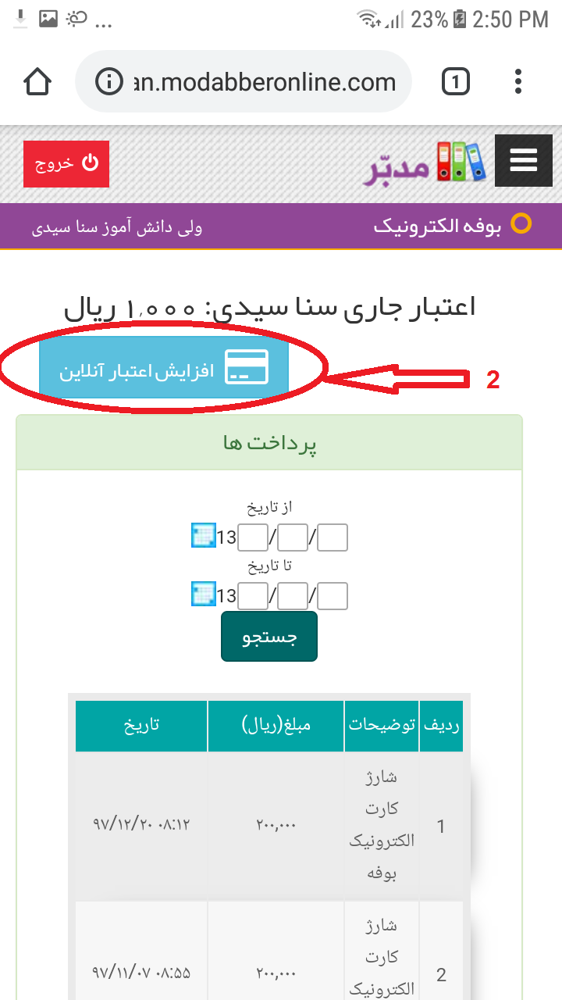 ... 23% 2:50 PM
an.modabberonline.com 1
خروج مدبّر
بوفه الکترونیک ولی دانش آموز سنا سیدی
اعتبار جاری سنا سیدی: ۱,۰۰۰ ریال
افزایش اعتبار آنلاین 2
پرداخت ها
از تاریخ
13 / /
تا تاریخ
13 / /
جستجو
ردیف توضیحات مبلغ(ریال) تاریخ
1 شارژ کارت الکترونیک بوفه ۲۰۰,۰۰۰ ۹۷/۱۲/۲۰ ۰۸:۱۲
2 شارژ کارت الکترونیک ۲۰۰,۰۰۰ ۹۷/۱۱/۰۷ ۰۸:۵۵